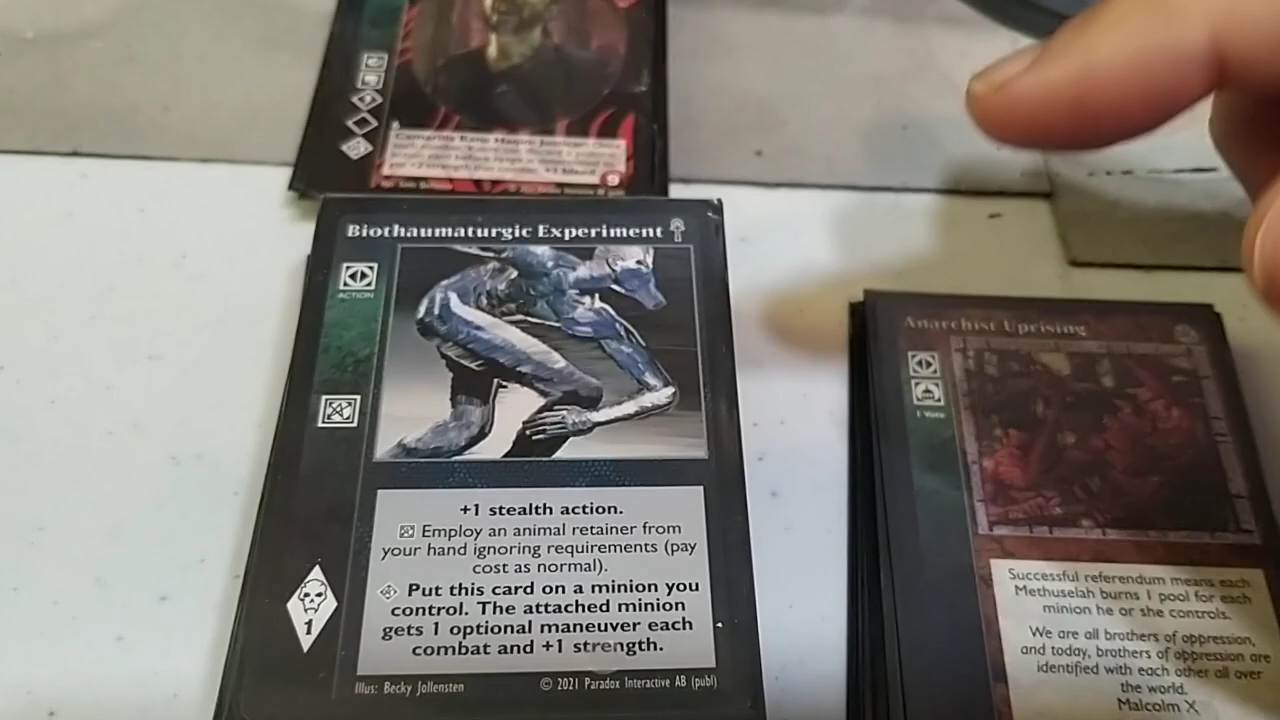 Biothaumaturgic Experiment
ACTION
+1 stealth action.
Employ an animal retainer from
your hand ignoring requirements (pay
cost as normal).
Put this card on a minion you
control. The attached minion
gets 1 optional maneuver each
combat and +1 strength.
1
Illus: Becky Jollensten
© 2021 Paradox Interactive AB (publ)
Anarchist Uprising
1 Vote
Successful referendum means each
Methuselah burns 1 pool for each
minion he or she controls.
We are all brothers of oppression,
and today, brothers of oppression are
identified with each other all over
the world.
Malcolm X
9